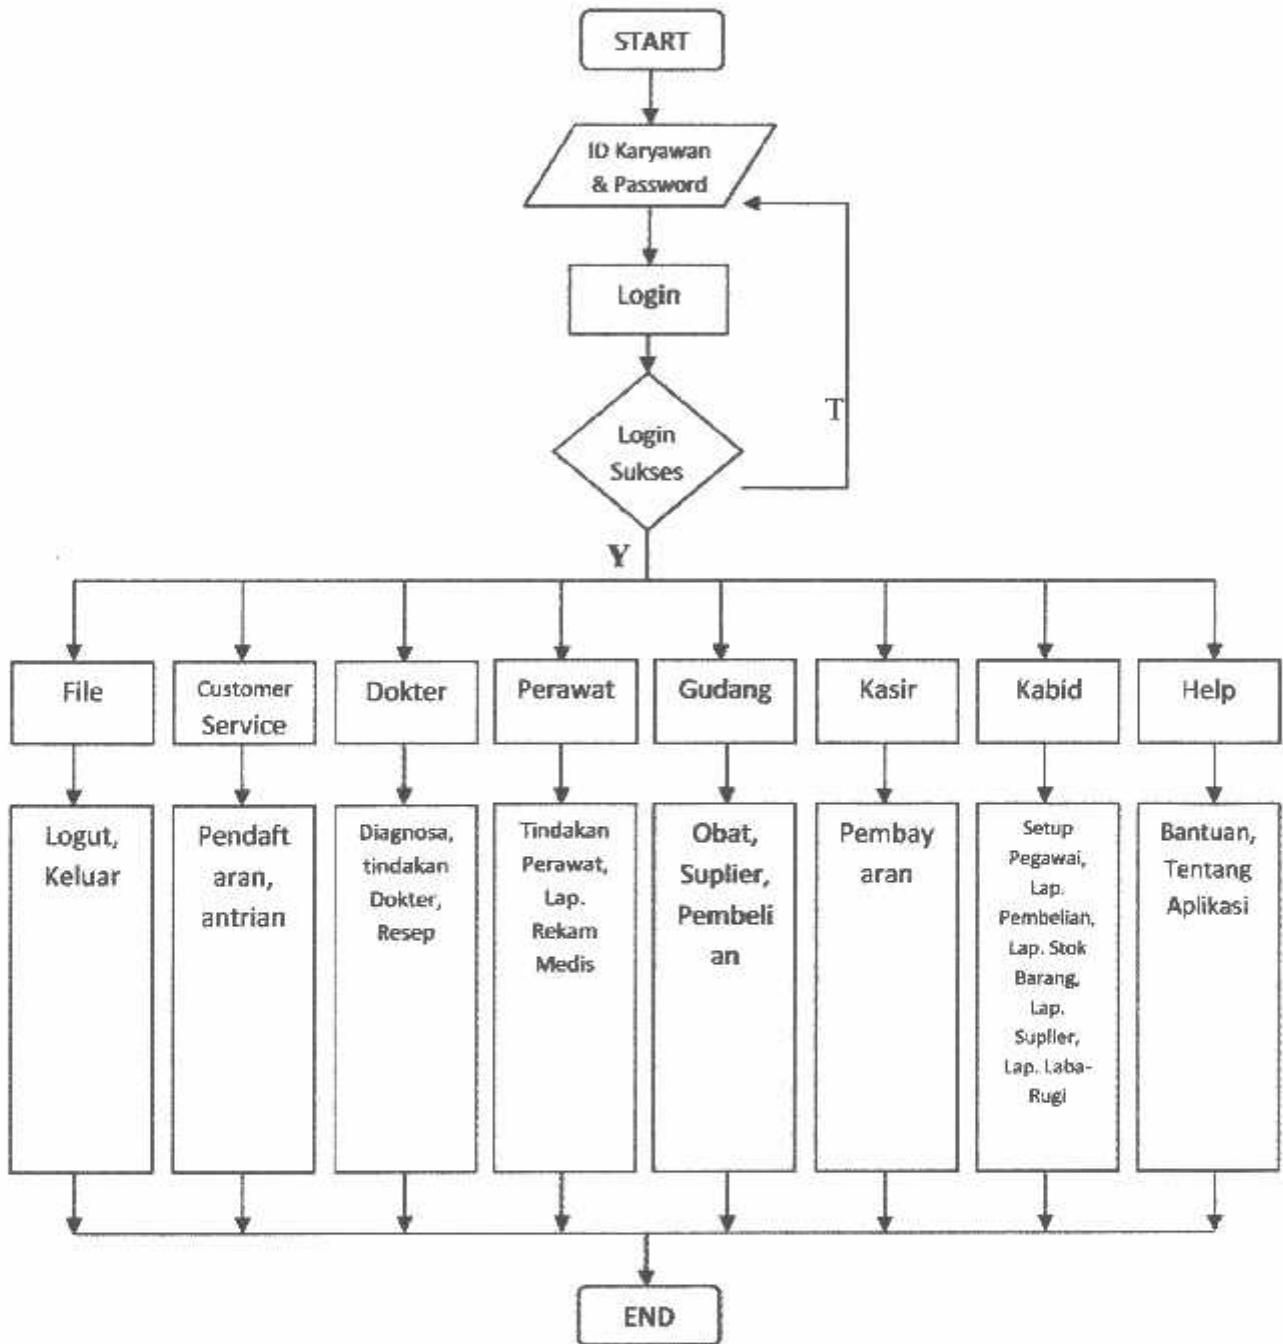 START
ID Karyawan
& Password
Login
Login
Sukses
T
Y
File
Customer
Service
Dokter
Perawat
Gudang
Kasir
Kabid
Help
Logut,
Keluar
Pendaft
aran,
antrian
Diagnosa,
tindakan
Dokter,
Resep
Tindakan
Perawat,
Lap.
Rekam
Medis
Obat,
Suplier,
Pembeli
an
Pembay
aran
Setup
Pegawai,
Lap.
Pembelian,
Lap. Stok
Barang,
Lap.
Suplier,
Lap. Laba-
Rugi
Bantuan,
Tentang
Aplikasi
END